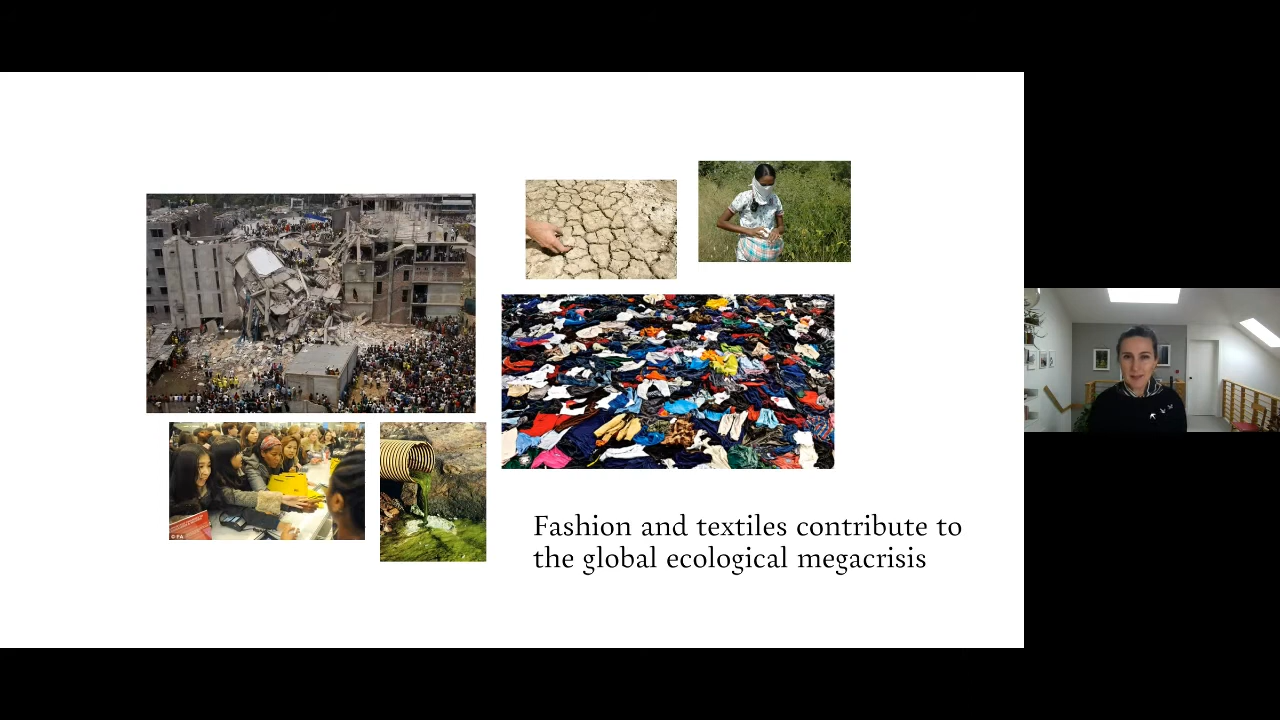 Fashion and textiles contribute to
the global ecological megacrisis